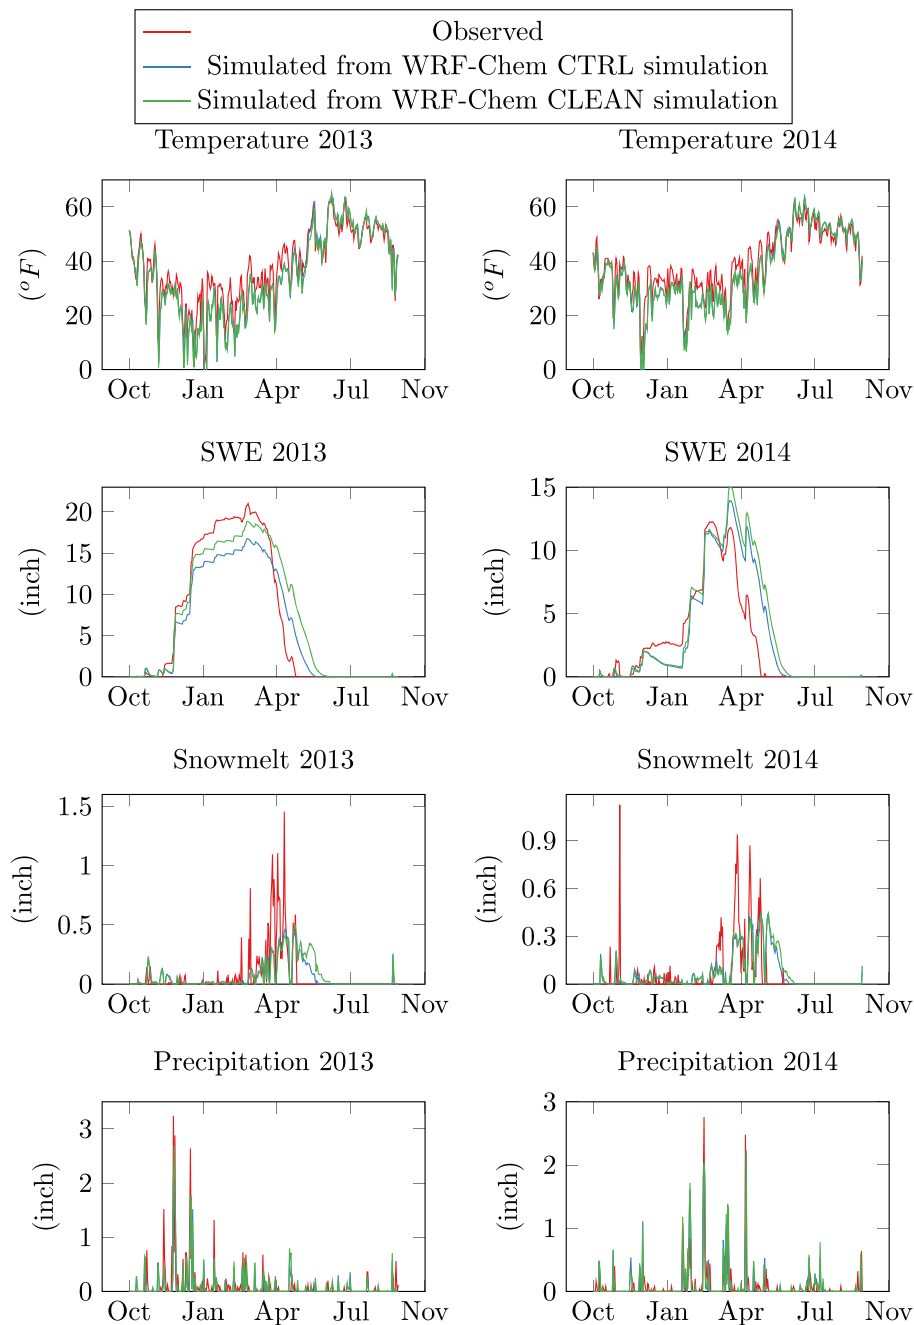 Observed
Simulated from WRF-Chem CTRL simulation
Simulated from WRF-Chem CLEAN simulation
Temperature 2013
Temperature 2014
60
40
20
0
(°F)
Oct Jan Apr Jul Nov
60
40
20
0
(°F)
Oct Jan Apr Jul Nov
SWE 2013
SWE 2014
20
15
10
5
0
(inch)
Oct Jan Apr Jul Nov
15
10
5
0
(inch)
Oct Jan Apr Jul Nov
Snowmelt 2013
Snowmelt 2014
1.5
1
0.5
0
(inch)
Oct Jan Apr Jul Nov
0.9
0.6
0.3
0
(inch)
Oct Jan Apr Jul Nov
Precipitation 2013
Precipitation 2014
3
2
1
0
(inch)
Oct Jan Apr Jul Nov
3
2
1
0
(inch)
Oct Jan Apr Jul Nov